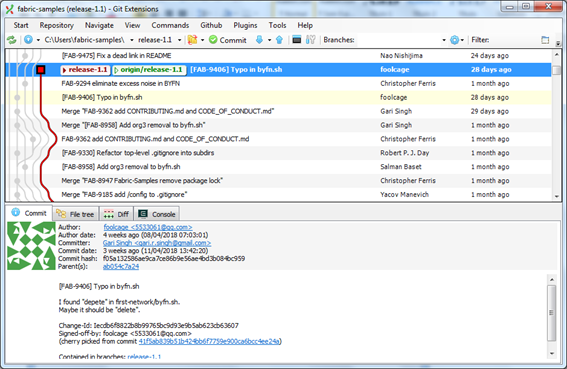 fabric-samples (release-1.1) - Git Extensions
Start Repository Navigate View Commands Github Plugins Tools Help
C:\Users\fabric-samples\ release-1.1 Commit Branches: Filter:
[FAB-9475] Fix a dead link in README Nao Nishijima 24 days ago
release-1.1 origin/release-1.1 [FAB-9406] Typo in byfn.sh foolcage 28 days ago
FAB-9294 eliminate excess noise in BYFN Christopher Ferris 1 month ago
[FAB-9406] Typo in byfn.sh foolcage 28 days ago
Merge "FAB-9362 add CONTRIBUTING.md and CODE_OF_CONDUCT.md" Gari Singh 29 days ago
Merge "[FAB-8958] Add org3 removal to byfn.sh" Gari Singh 1 month ago
FAB-9362 add CONTRIBUTING.md and CODE_OF_CONDUCT.md Christopher Ferris 1 month ago
[FAB-9330] Refactor top-level .gitignore into subdirs Robert P. J. Day 1 month ago
[FAB-8958] Add org3 removal to byfn.sh Salman Baset 1 month ago
Merge "FAB-8947 Fabric-Samples remove package lock" Christopher Ferris 1 month ago
Merge "FAB-9185 add /config to .gitignore" Yacov Manevich 1 month ago
Commit File tree Diff Console
Author: foolcage <5533061@qq.com>
Author date: 4 weeks ago (08/04/2018 07:03:01)
Committer: Gari Singh <gari.r.singh@gmail.com>
Commit date: 3 weeks ago (11/04/2018 13:42:20)
Commit hash: f05a132586ae9ca7ce86b9e56ae4bd3b084bc959
Parent(s): ab054c7a24
[FAB-9406] Typo in byfn.sh
I found "depete" in first-network/byfn.sh.
Maybe it should be "delete".
Change-Id: Iecdb6f8822b8b99765bc9d93e9b5ab623cb63607
Signed-off-by: foolcage <5533061@qq.com>
(cherry picked from commit 41f5ab839b51b424bb6f7759e900ca6bcc4ee24a)
Contained in branches: release-1.1